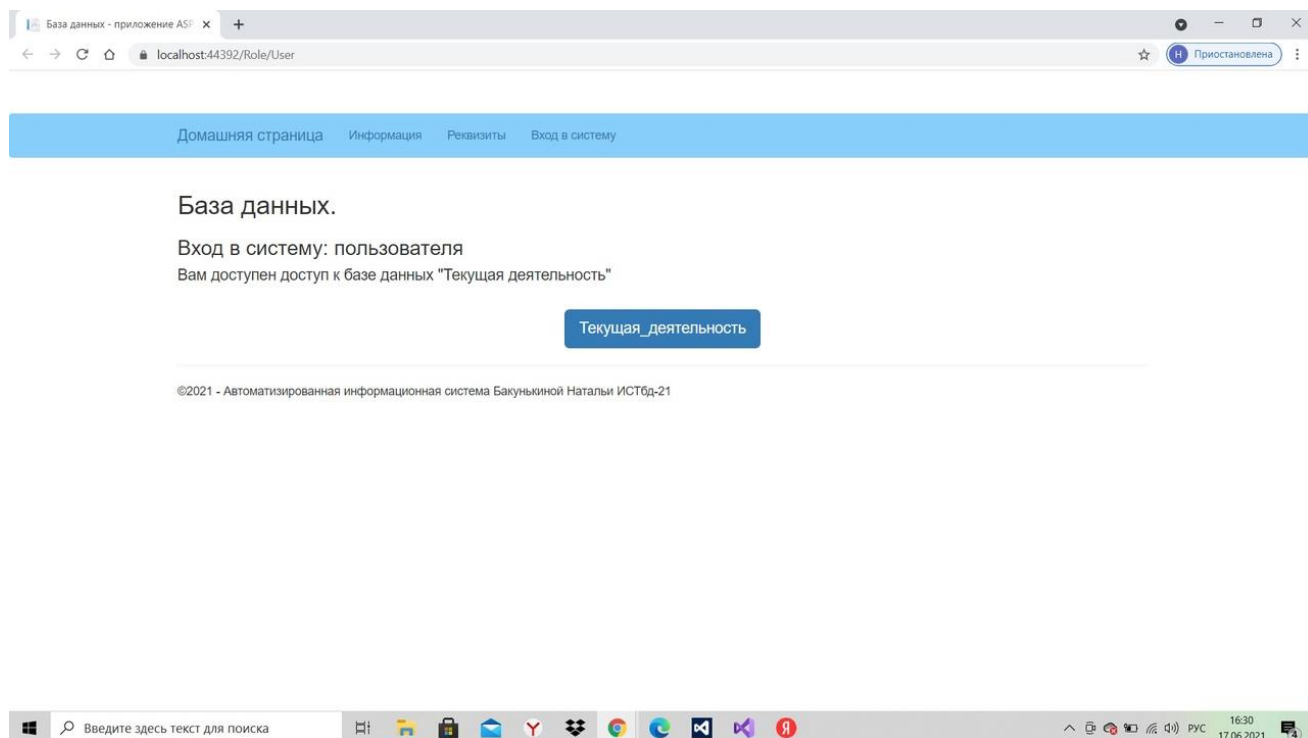 База данных - приложение ASP
localhost:44392/Role/User
Н Приостановлена
Домашняя страница Информация Реквизиты Вход в систему
База данных.
Вход в систему: пользователя
Вам доступен доступ к базе данных "Текущая деятельность"
Текущая_деятельность
©2021 - Автоматизированная информационная система Бакунькиной Натальи ИСТбд-21
Введите здесь текст для поиска
РУС
16:30
17.06.2021
4